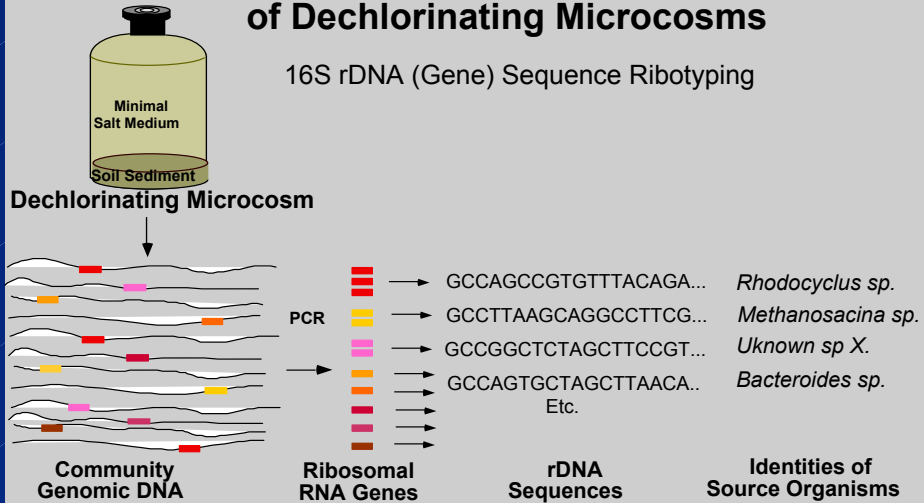 of Dechlorinating Microcosms
16S rDNA (Gene) Sequence Ribotyping
Minimal
Salt Medium
Soil Sediment
Dechlorinating Microcosm
PCR
GCCAGCCGTGTTTACAGA...
Rhodocyclus sp.
GCCTTAAGCAGGCCTTCG...
Methanosacina sp.
GCCGGCTCTAGCTTCCGT...
Uknown sp X.
GCCAGTGCTAGCTTAACA..
Bacteroides sp.
Etc.
Community
Genomic DNA
Ribosomal
RNA Genes
rDNA
Sequences
Identities of
Source Organisms